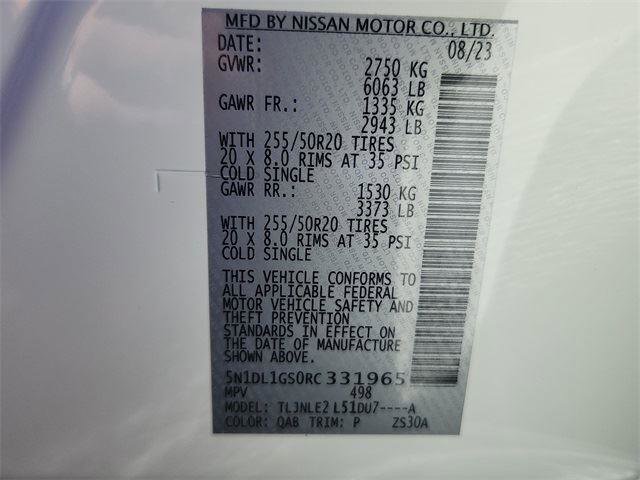 MFD BY NISSAN MOTOR CO., LTD.
DATE: 08/23
GVWR: 2750 KG
6063 LB
GAWR FR.: 1335 KG
2943 LB
WITH 255/50R20 TIRES
20 X 8.0 RIMS AT 35 PSI
COLD SINGLE
GAWR RR.: 1530 KG
3373 LB
WITH 255/50R20 TIRES
20 X 8.0 RIMS AT 35 PSI
COLD SINGLE
THIS VEHICLE CONFORMS TO
ALL APPLICABLE FEDERAL
MOTOR VEHICLE SAFETY AND
THEFT PREVENTION
STANDARDS IN EFFECT ON
THE DATE OF MANUFACTURE
SHOWN ABOVE.
5N1DL1GS0RC331965
MPV 498
MODEL: TLJNLE2 L51DU7----A
COLOR: QAB TRIM: P ZS30A